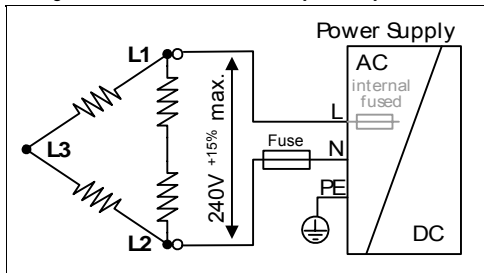 Power Supply
L1
AC
internal
fused
L
Fuse
N
L3
240V +15% max.
PE
L2
DC